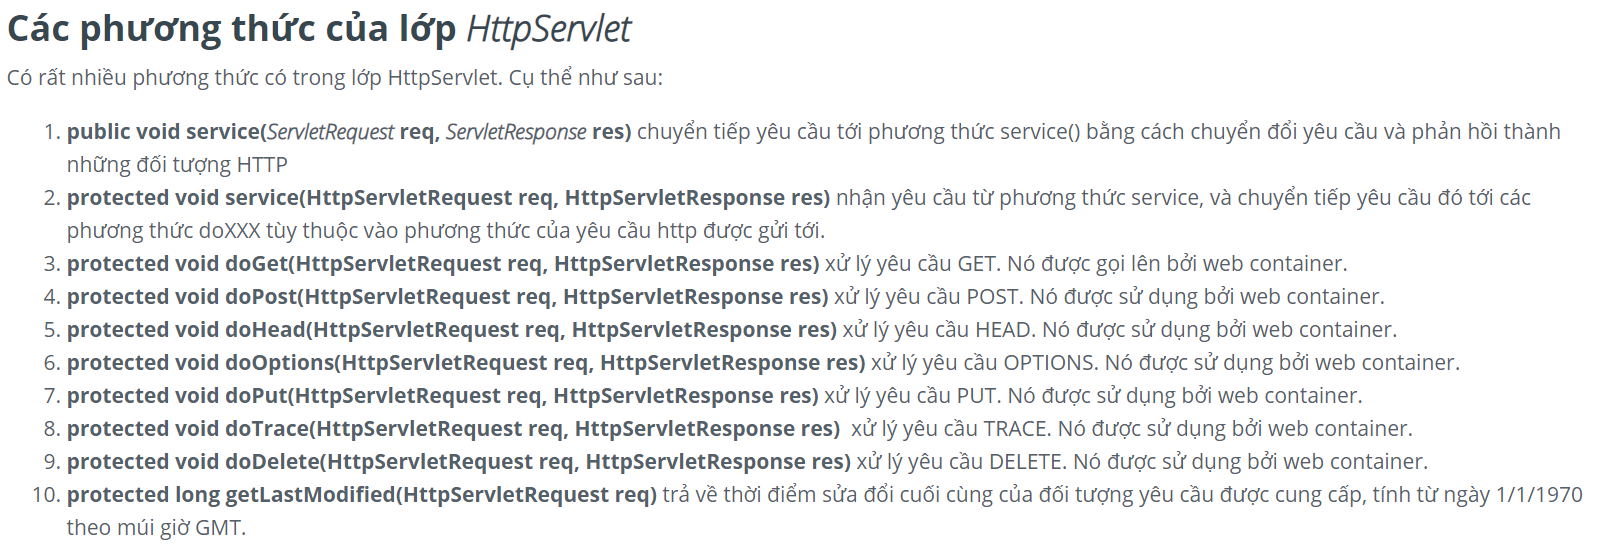 Các phương thức của lớp HttpServlet
Có rất nhiều phương thức có trong lớp HttpServlet. Cụ thể như sau:
1. public void service(ServletRequest req, ServletResponse res) chuyển tiếp yêu cầu tới phương thức service() bằng cách chuyển đổi yêu cầu và phản hồi thành
những đối tượng HTTP
2. protected void service(HttpServletRequest req, HttpServletResponse res) nhận yêu cầu từ phương thức service, và chuyển tiếp yêu cầu đó tới các
phương thức doXXX tùy thuộc vào phương thức của yêu cầu http được gửi tới.
3. protected void doGet(HttpServletRequest req, HttpServletResponse res) xử lý yêu cầu GET. Nó được gọi lên bởi web container.
4. protected void doPost(HttpServletRequest req, HttpServletResponse res) xử lý yêu cầu POST. Nó được sử dụng bởi web container.
5. protected void doHead(HttpServletRequest req, HttpServletResponse res) xử lý yêu cầu HEAD. Nó được sử dụng bởi web container.
6. protected void doOptions(HttpServletRequest req, HttpServletResponse res) xử lý yêu cầu OPTIONS. Nó được sử dụng bởi web container.
7. protected void doPut(HttpServletRequest req, HttpServletResponse res) xử lý yêu cầu PUT. Nó được sử dụng bởi web container.
8. protected void doTrace(HttpServletRequest req, HttpServletResponse res) xử lý yêu cầu TRACE. Nó được sử dụng bởi web container.
9. protected void doDelete(HttpServletRequest req, HttpServletResponse res) xử lý yêu cầu DELETE. Nó được sử dụng bởi web container.
10. protected long getLastModified(HttpServletRequest req) trả về thời điểm sửa đổi cuối cùng của đối tượng yêu cầu được cung cấp, tính từ ngày 1/1/1970
theo múi giờ GMT.